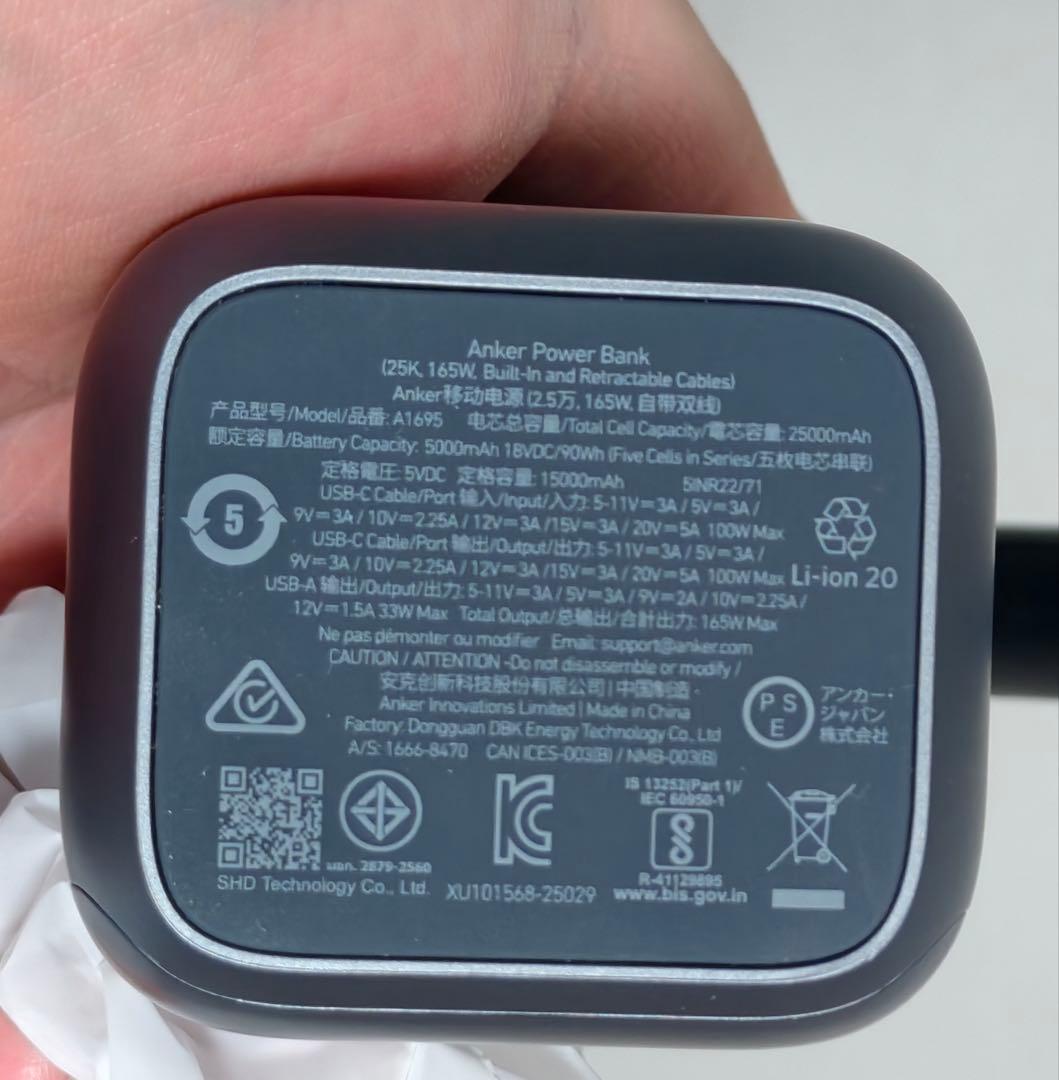 Anker Power Bank
(25K, 165W, Built-In and Retractable Cables)
Anker移动电源 (2.5万, 165W, 自带双线)
产品型号/Model/品番: A1695 电芯总容量/Total Cell Capacity/電芯容量: 25000mAh
额定容量/Battery Capacity: 5000mAh 18VDC/90Wh (Five Cells in Series/五枚电芯串联)
定格電圧: 5VDC 定格容量: 15000mAh 5INR22/71
USB-C Cable/Port 输入/Input/入力: 5-11V⎓3A / 5V⎓3A /
9V⎓3A / 10V⎓2.25A / 12V⎓3A /15V⎓3A / 20V⎓5A 100W Max
USB-C Cable/Port 输出/Output/出力: 5-11V⎓3A / 5V⎓3A /
9V⎓3A / 10V⎓2.25A / 12V⎓3A /15V⎓3A / 20V⎓5A 100W Max
USB-A 输出/Output/出力: 5-11V⎓3A / 5V⎓3A / 9V⎓2A / 10V⎓2.25A /
12V⎓1.5A 33W Max Total Output/总输出/合計出力: 165W Max
Ne pas démonter ou modifier Email: support@anker.com
CAUTION / ATTENTION -Do not disassemble or modify /
安克创新科技股份有限公司 | 中国制造
Anker Innovations Limited | Made in China
Factory: Dongguan DBK Energy Technology Co., Ltd
A/S: 1666-8470 CAN ICES-003(B) / NMB-003(B)
5
Li-ion 20
PS
E
アンカー・
ジャパン
株式会社
มอก. 2879-2560
SHD Technology Co., Ltd.
XU101568-25029
IS 13252(Part 1)/
IEC 60950-1
R-41129895
www.bis.gov.in